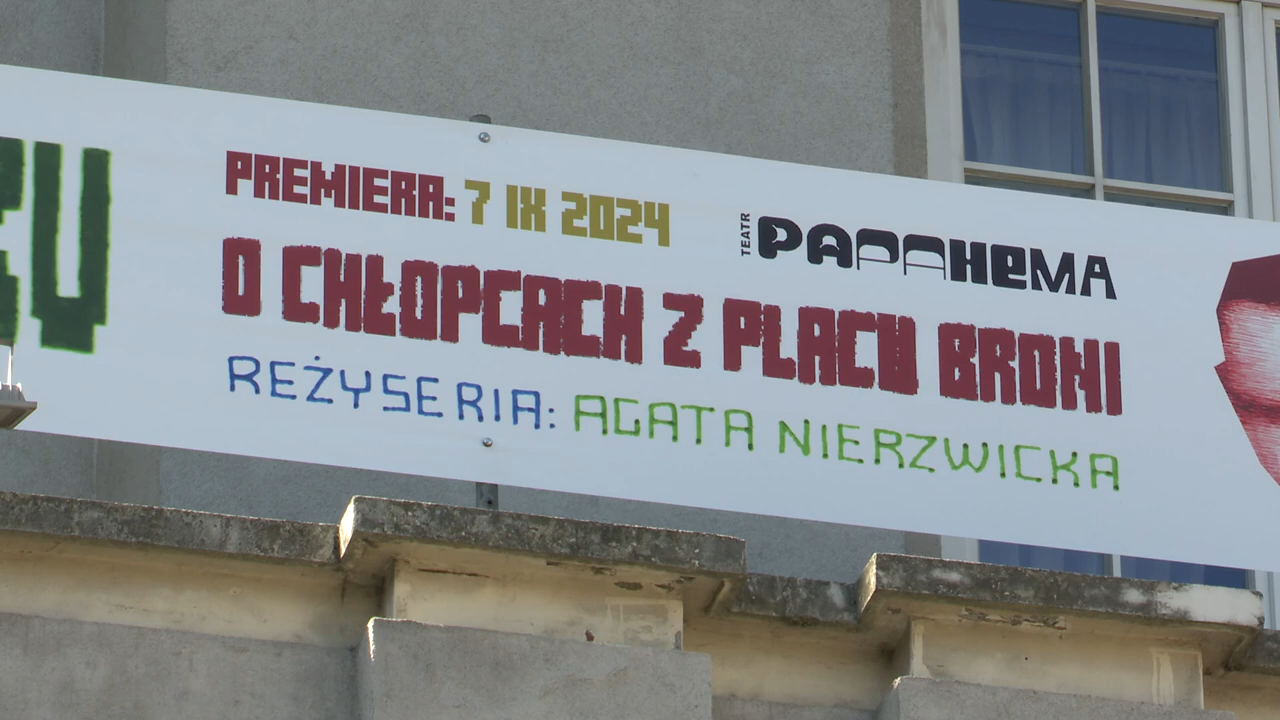 PREMIERA: 7 IX 2024
TEATR PAPAHEMA
O CHŁOPCACH Z PLACU BRONI
REŻYSERIA: AGATA NIERZWICKA